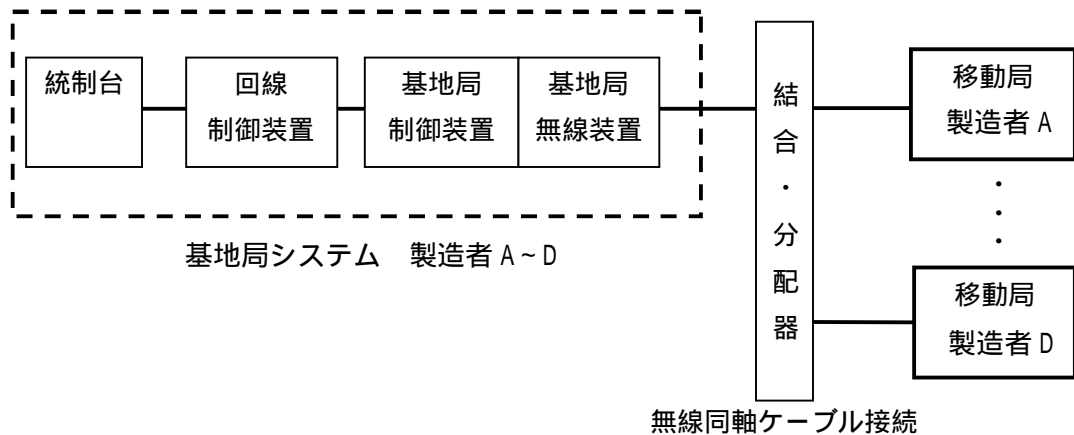 統制台
回線
制御装置
基地局
制御装置
基地局
無線装置
結合・分配器
移動局
製造者 A
・
・
・
移動局
製造者 D
基地局システム　製造者 A~D
無線同軸ケーブル接続